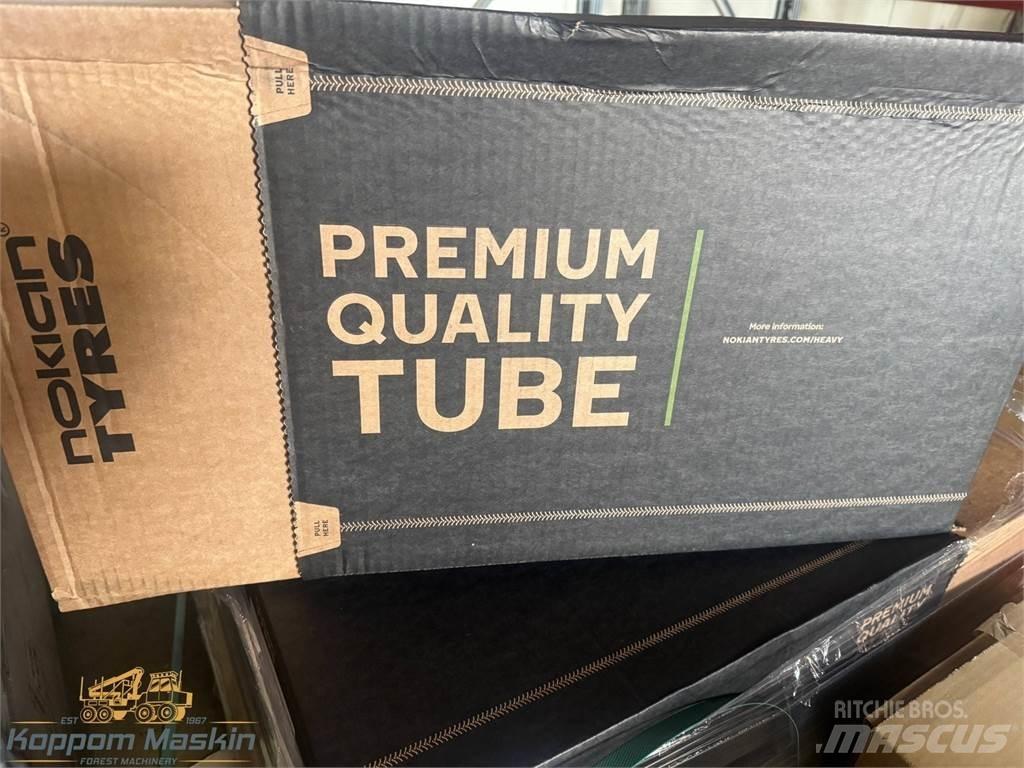 PULL
HERE
nokian
TYRES
PREMIUM
QUALITY
TUBE
More information:
NOKIANTYRES.COM/HEAVY
PULL
HERE
PREMIUM
QUALITY
EST 1967
Koppom Maskin
FOREST MACHINERY
RITCHIE BROS.
MASCUS